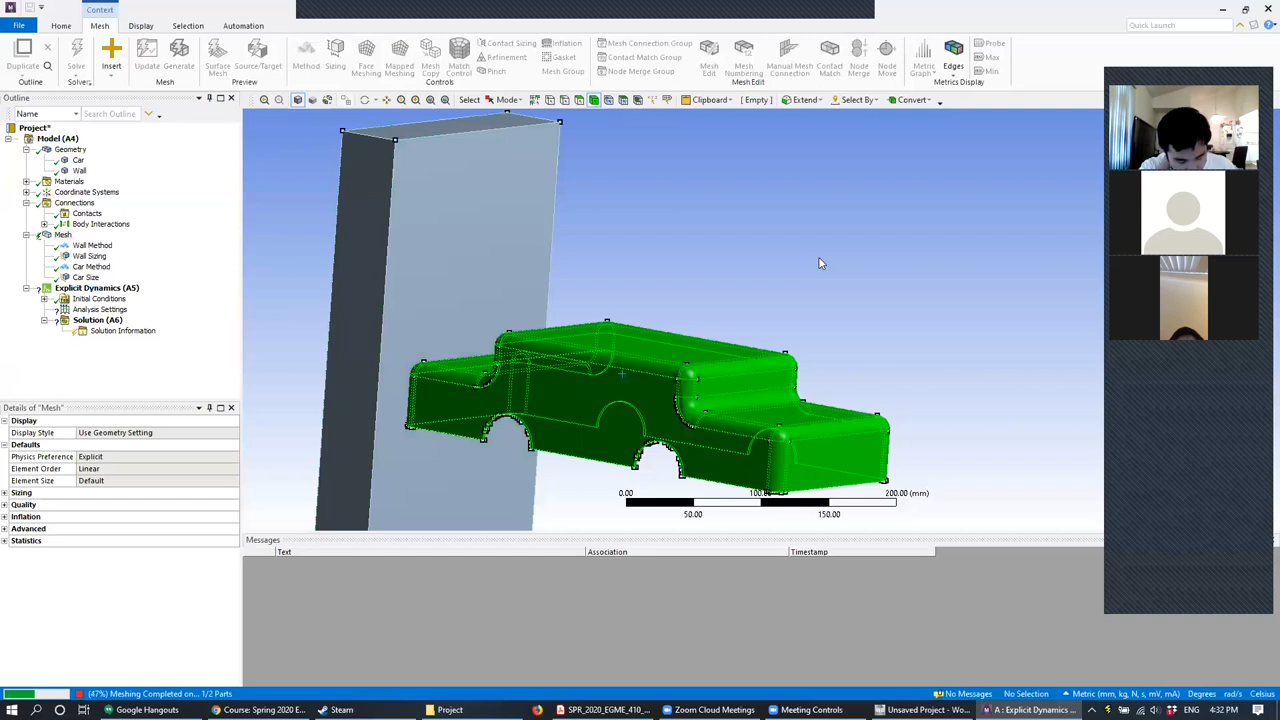 Context
File Home Mesh Display Selection Automation
Quick Launch
Duplicate Solve Insert Update Generate Surface Mesh Source/Target Method Sizing Face Meshing Mapped Meshing Mesh Copy Match Control
Contact Sizing Inflation
Refinement Gasket
Pinch Mesh Group
Mesh Connection Group
Contact Match Group
Node Merge Group
Mesh Edit Mesh Numbering Manual Mesh Connection Contact Match Node Merge Node Move Metric Graph Edges
Probe
Max
Min
Outline Solver Mesh Preview Controls Mesh Edit Metrics Display
Outline
Name Search Outline
Select Mode Clipboard [ Empty ] Extend Select By Convert
Project*
Model (A4)
Geometry
Car
Wall
Materials
Coordinate Systems
Connections
Contacts
Body Interactions
Mesh
Wall Method
Wall Sizing
Car Method
Car Size
Explicit Dynamics (A5)
Initial Conditions
Analysis Settings
Solution (A6)
Solution Information
Details of "Mesh"
Display
Display Style Use Geometry Setting
Defaults
Physics Preference Explicit
Element Order Linear
Element Size Default
Sizing
Quality
Inflation
Advanced
Statistics
0.00 100.00 200.00 (mm)
50.00 150.00
Messages
Text Association Timestamp
(47%) Meshing Completed on... 1/2 Parts
No Messages No Selection Metric (mm, kg, N, s, mV, mA) Degrees rad/s Celsius
Google Hangouts Course: Spr2020 E... Steam Project SPR_2020_EGME_410_... Zoom Cloud Meetings Meeting Controls Unsaved Project - Wo... A : Explicit Dynamics ... ENG 4:32 PM